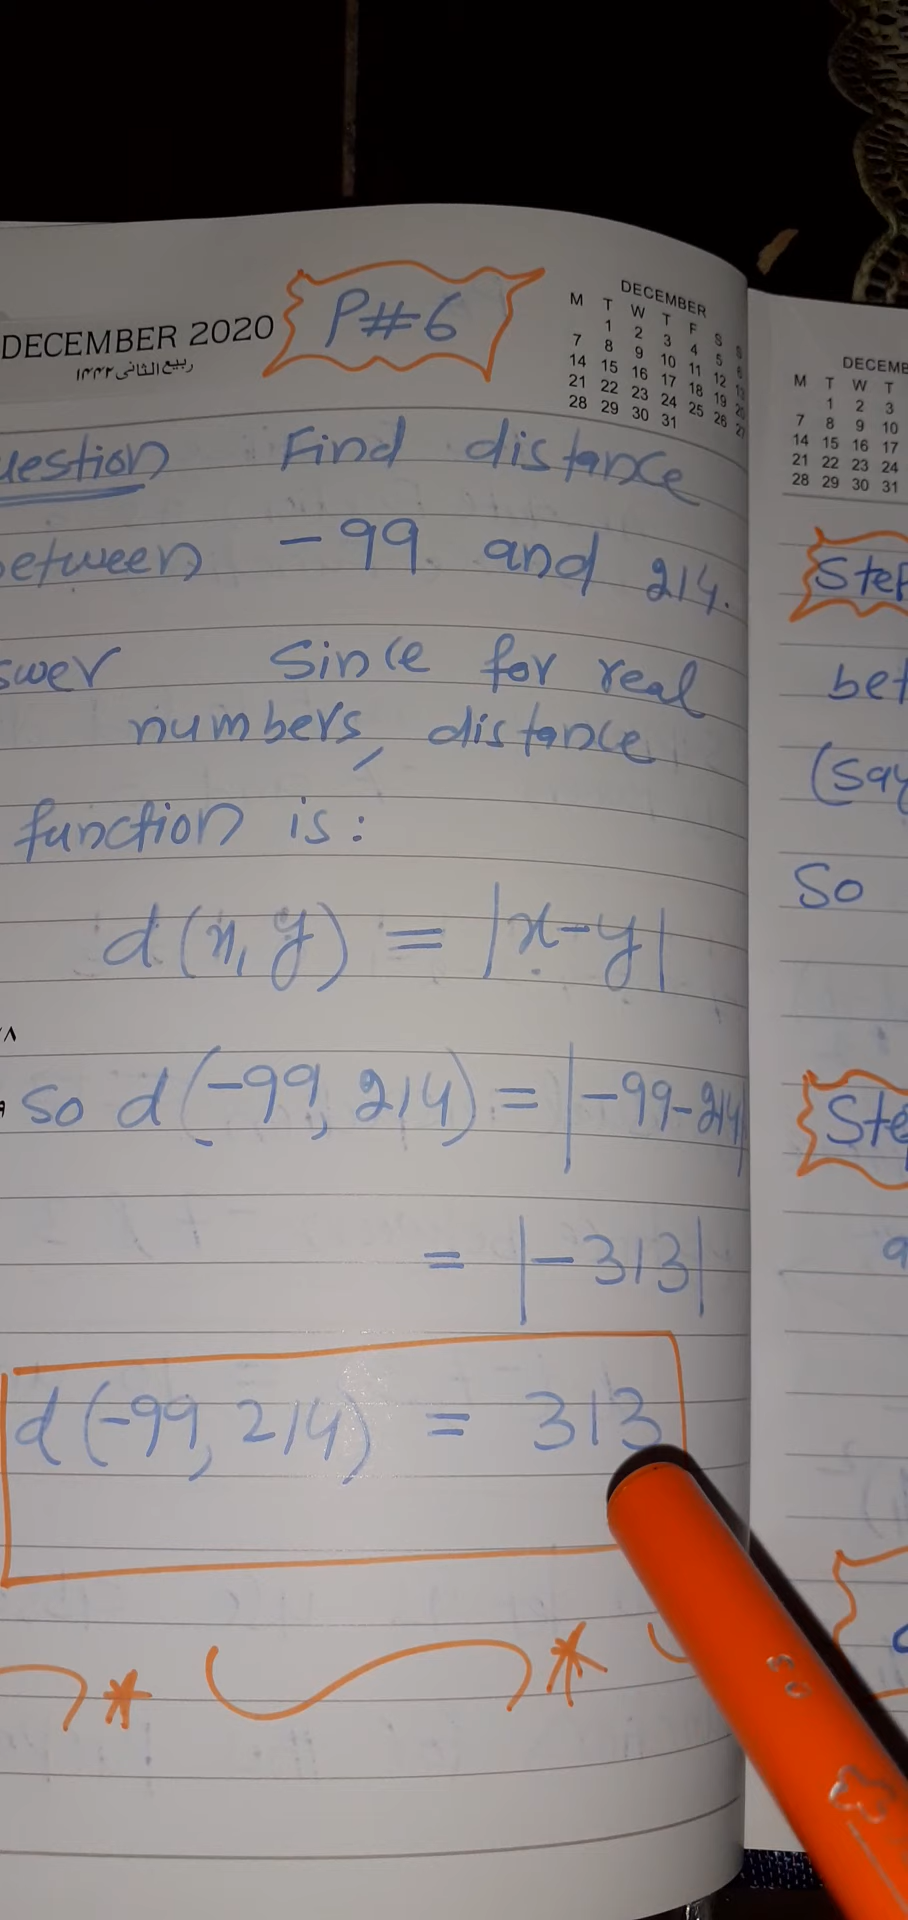 DECEMBER 2020
ربيع الثانى ١٤٤٢
P#6
DECEMBER
M T W T F S S
1 2 3 4 5 6
7 8 9 10 11 12 13
14 15 16 17 18 19 20
21 22 23 24 25 26 27
28 29 30 31
uestion Find distance
between -99 and 214.
swer Since for real
numbers, distance
function is:
d(x, y) = |x-y|
So d(-99, 214) = |-99-214|
= |-313|
d(-99, 214) = 313
DECEMBE
M T W T
1 2 3
7 8 9 10
14 15 16 17
21 22 23 24
28 29 30 31
Step
bet
(say
So
Ste